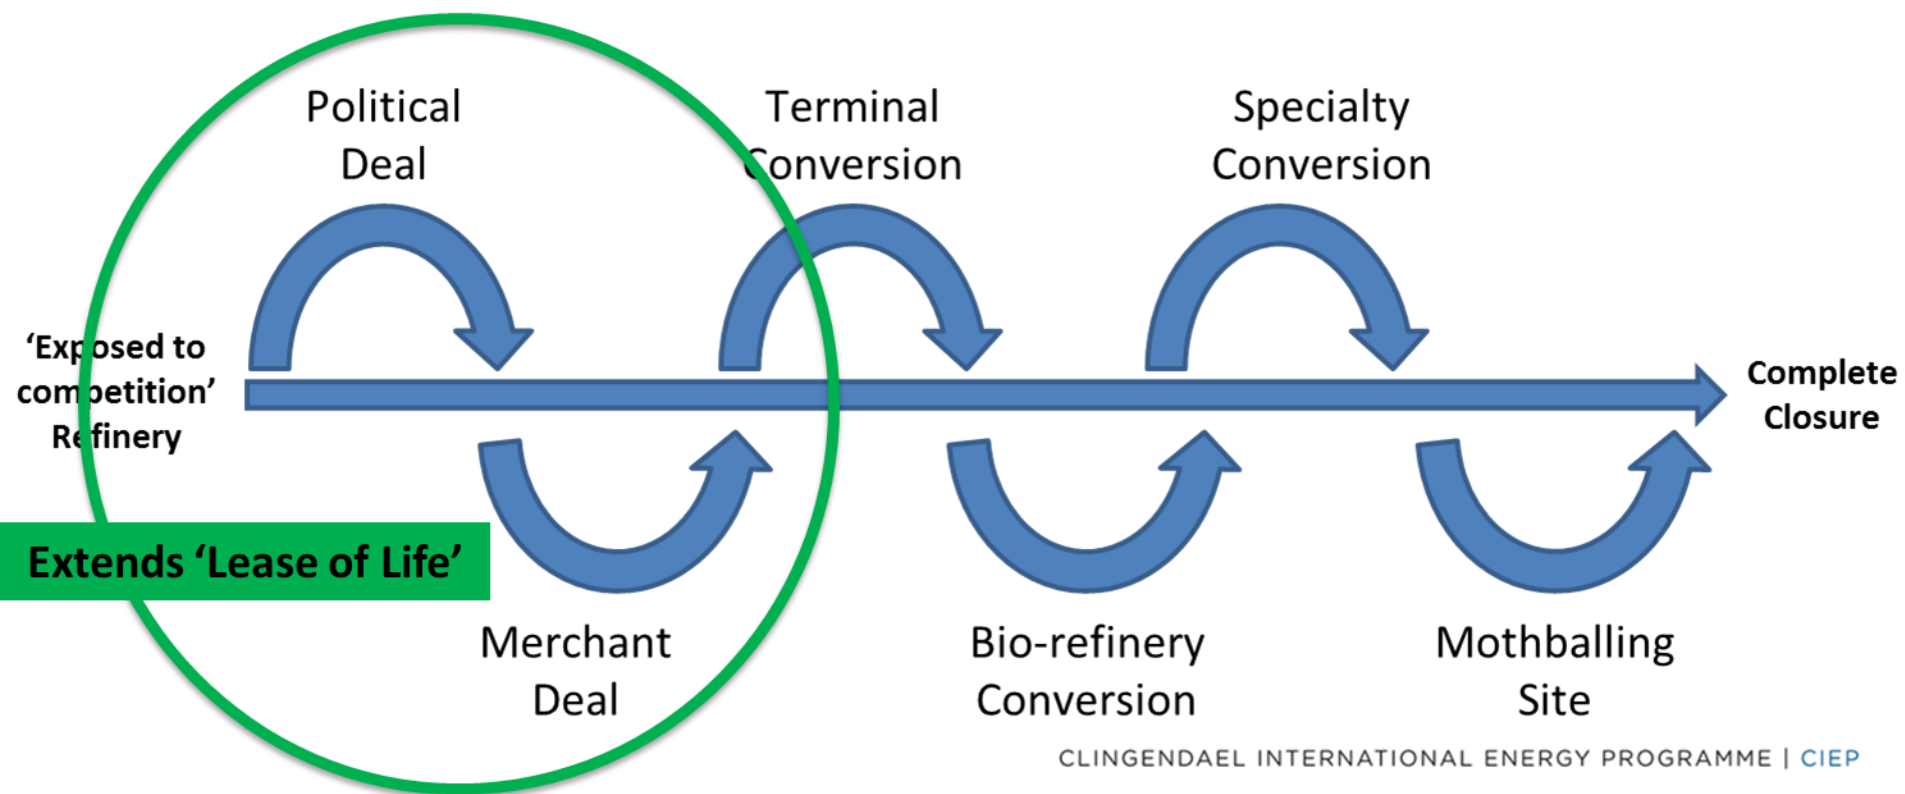 Political
Deal
Terminal
Conversion
Specialty
Conversion
‘Exposed to
competition’
Refinery
Complete
Closure
Extends ‘Lease of Life’
Merchant
Deal
Bio-refinery
Conversion
Mothballing
Site
CLINGENDAEL INTERNATIONAL ENERGY PROGRAMME | CIEP